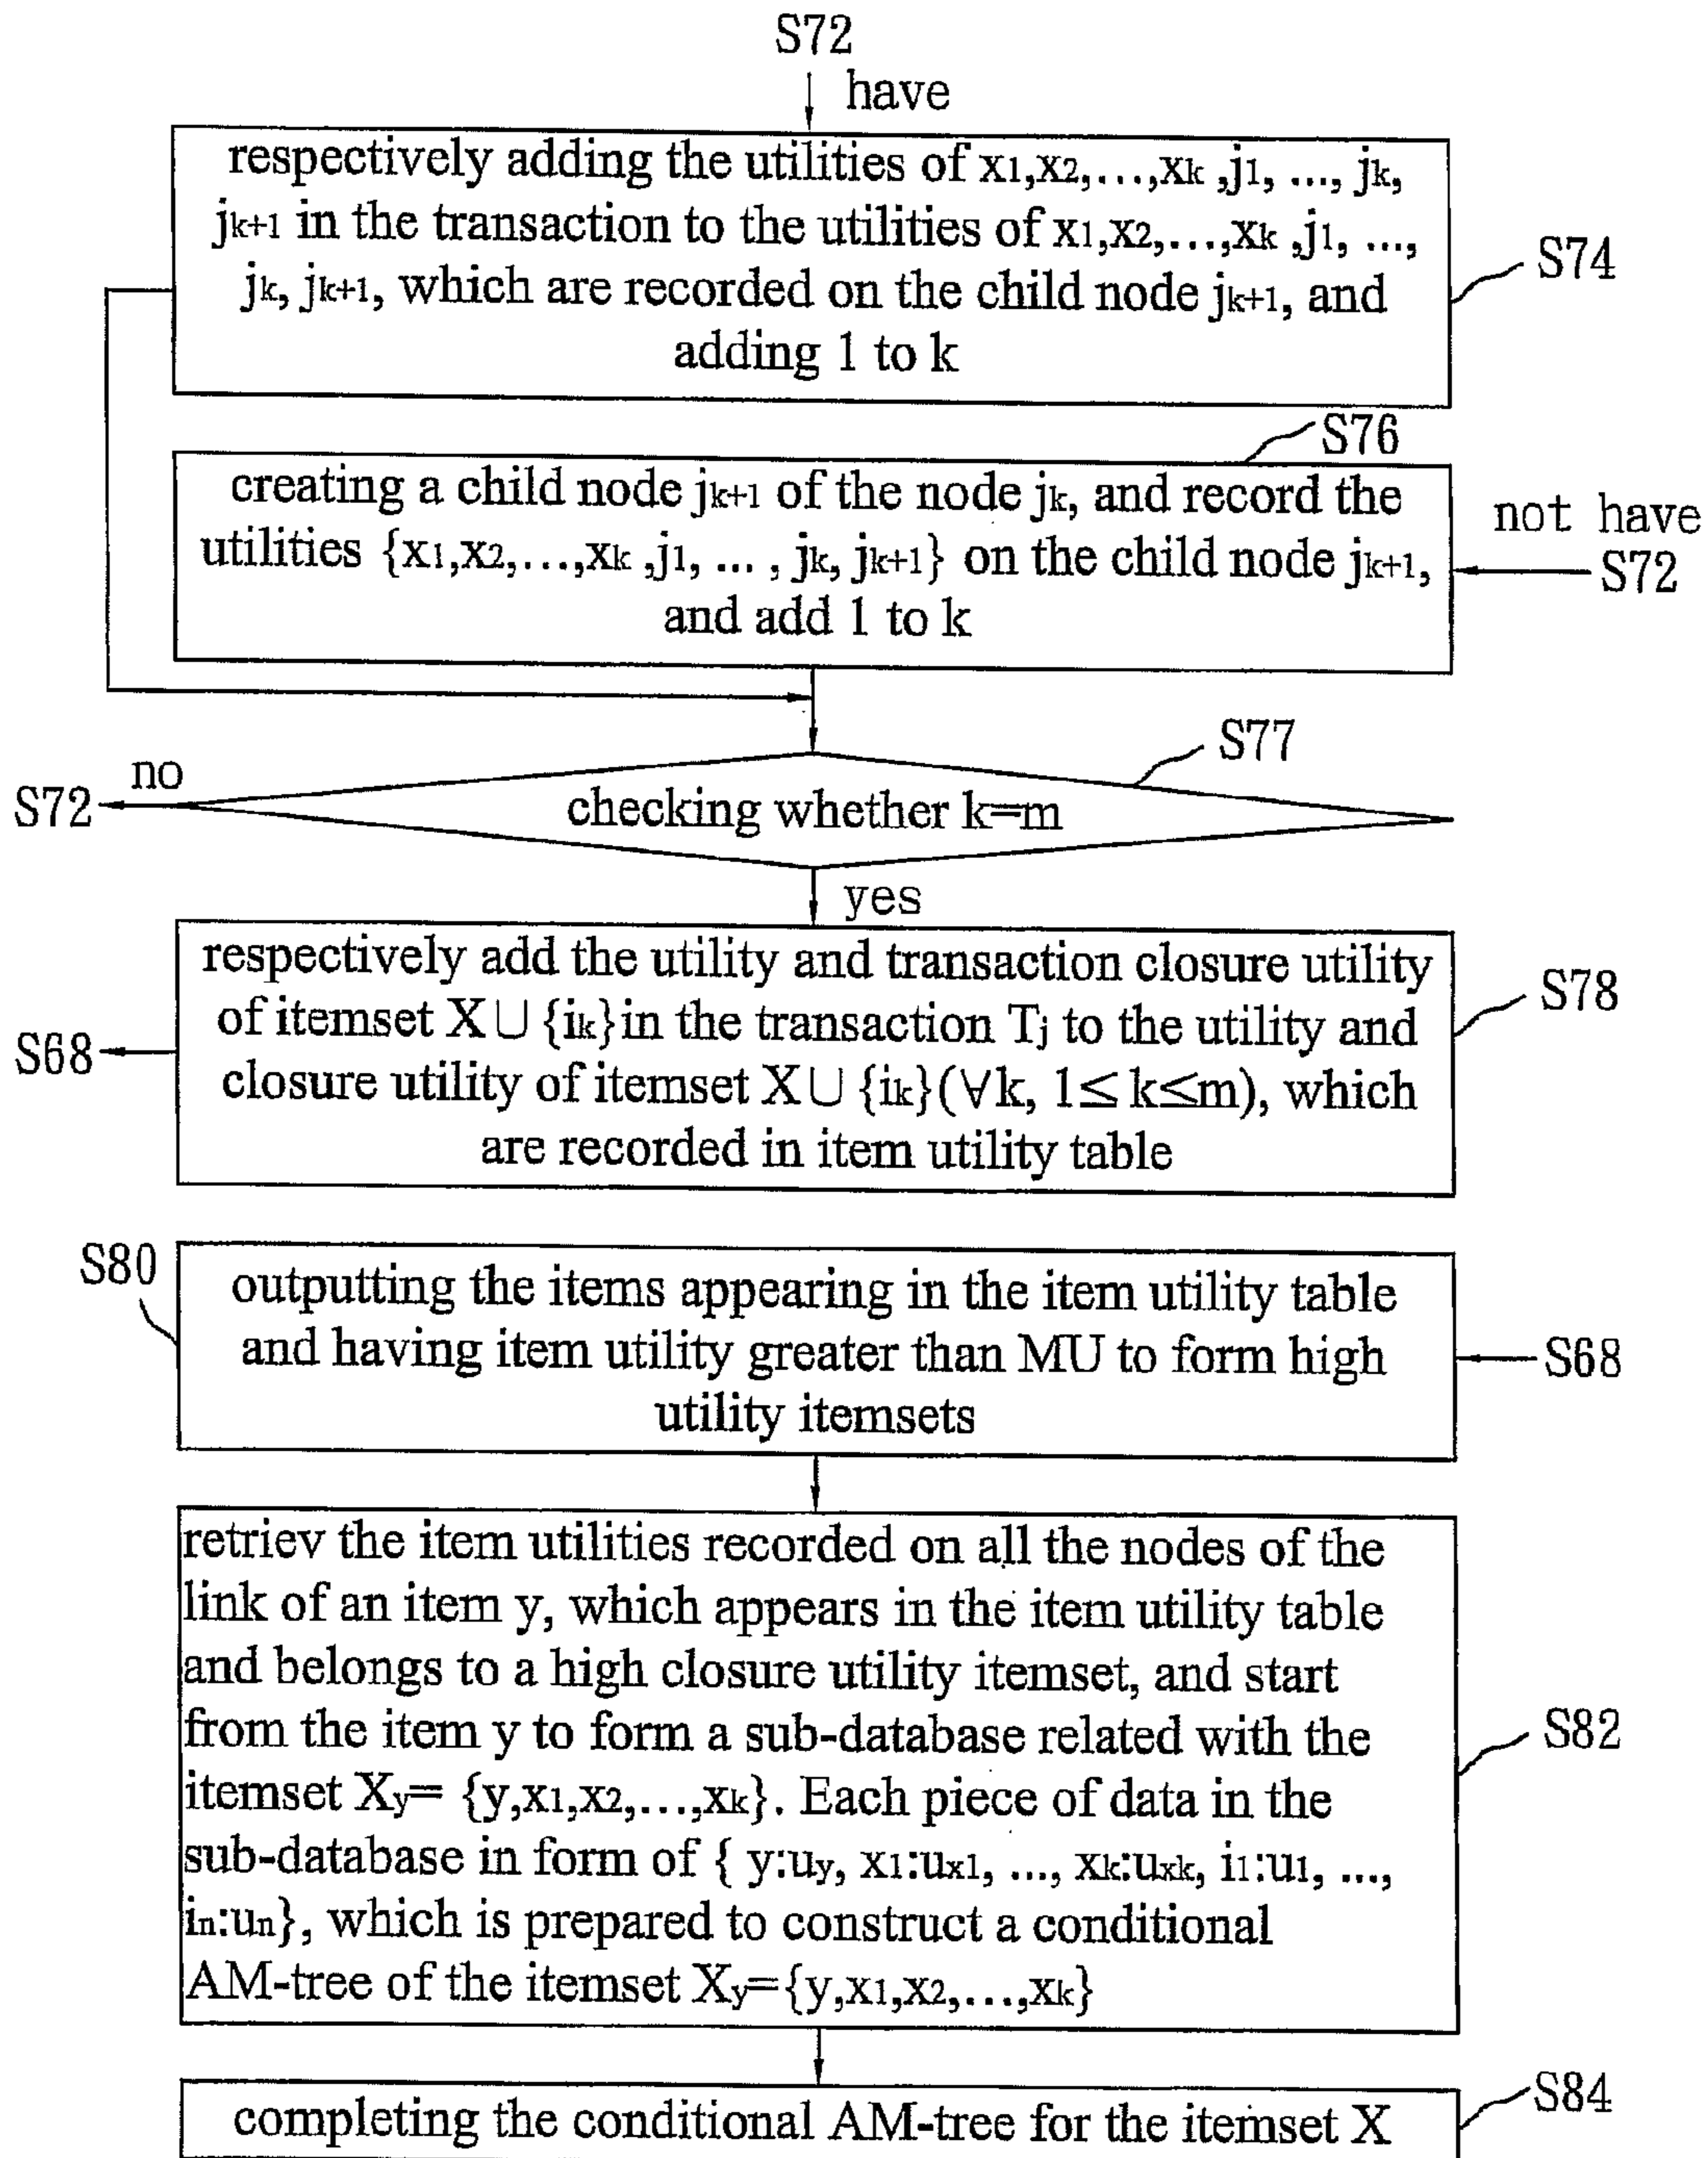 S72
have
respectively adding the utilities of x1,x2,...,xk ,j1, ..., jk,
jk+1 in the transaction to the utilities of x1,x2,...,xk ,j1, ...,
jk, jk+1, which are recorded on the child node jk+1, and
adding 1 to k
S74
S76
creating a child node jk+1 of the node jk, and record the
utilities {x1,x2,...,xk ,j1, ... , jk, jk+1} on the child node jk+1,
and add 1 to k
not have
S72
S77
no
S72
checking whether k=m
yes
respectively add the utility and transaction closure utility
of itemset X∪{ik}in the transaction Tj to the utility and
closure utility of itemset X∪{ik}(∀k, 1≤k≤m), which
are recorded in item utility table
S78
S68
S80
outputting the items appearing in the item utility table
and having item utility greater than MU to form high
utility itemsets
S68
retriev the item utilities recorded on all the nodes of the
link of an item y, which appears in the item utility table
and belongs to a high closure utility itemset, and start
from the item y to form a sub-database related with the
itemset Xy= {y,x1,x2,...,xk}. Each piece of data in the
sub-database in form of { y:uy, x1:ux1, ..., xk:uxk, i1:u1, ...,
in:un}, which is prepared to construct a conditional
AM-tree of the itemset Xy={y,x1,x2,...,xk}
S82
S84
completing the conditional AM-tree for the itemset X